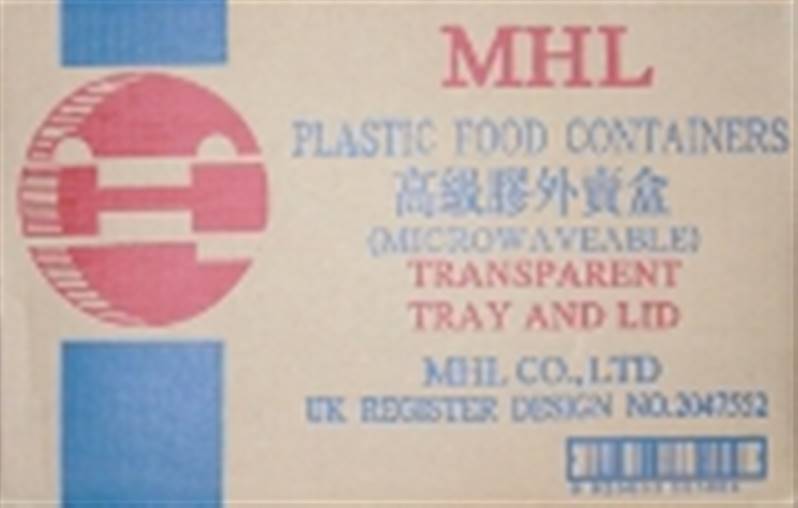 MHL
PLASTIC FOOD CONTAINERS
高級膠外賣盒
(MICROWAVEABLE)
TRANSPARENT
TRAY AND LID
MHL CO.,LTD
UK REGISTER DESIGN NO.2047552